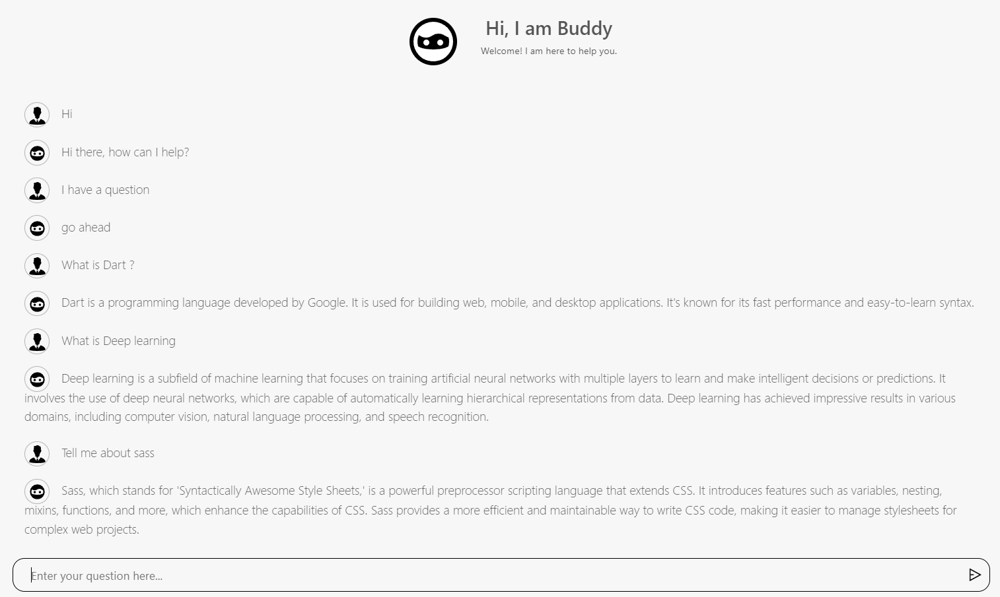 Hi, I am Buddy
Welcome! I am here to help you.
Hi
Hi there, how can I help?
I have a question
go ahead
What is Dart ?
Dart is a programming language developed by Google. It is used for building web, mobile, and desktop applications. It's known for its fast performance and easy-to-learn syntax.
What is Deep learning
Deep learning is a subfield of machine learning that focuses on training artificial neural networks with multiple layers to learn and make intelligent decisions or predictions. It
involves the use of deep neural networks, which are capable of automatically learning hierarchical representations from data. Deep learning has achieved impressive results in various
domains, including computer vision, natural language processing, and speech recognition.
Tell me about sass
Sass, which stands for 'Syntactically Awesome Style Sheets,' is a powerful preprocessor scripting language that extends CSS. It introduces features such as variables, nesting,
mixins, functions, and more, which enhance the capabilities of CSS. Sass provides a more efficient and maintainable way to write CSS code, making it easier to manage stylesheets for
complex web projects.
Enter your question here...